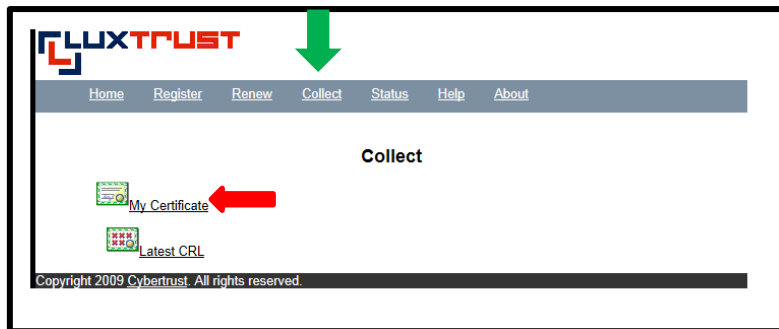 LUXTRUST
Home Register Renew Collect Status Help About
Collect
My Certificate
Latest CRL
Copyright 2009 Cybertrust. All rights reserved.